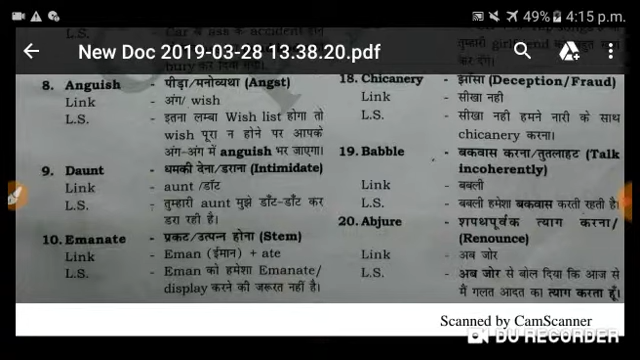 49% 4:15 p.m.
New Doc 2019-03-28 13.38.20.pdf
8. Anguish - पीड़ा/मनोव्यथा (Angst)
Link - अंग/ wish
L.S. - इतना लम्बा Wish list होगा तो
wish पूरा न होने पर आपके
अंग-अंग में anguish भर जाएगा।
9. Daunt - धमकी देना/डराना (Intimidate)
Link - aunt /डाँट
L.S. - तुम्हारी aunt मुझे डाँट-डाँट कर
डरा रही है।
10. Emanate - प्रकट/उत्पन्न होना (Stem)
Link - Eman (ईमान) + ate
L.S. - Eman को हमेशा Emanate/
display करने की जरूरत नहीं है।
18. Chicanery - झाँसा (Deception/Fraud)
Link - सीखा नही
L.S. - सीखा नही हमने नारी के साथ
chicanery करना।
19. Babble - बकवास करना/तुतलाहट (Talk
incoherently)
Link - बबली
L.S. - बबली हमेशा बकवास करती रहती है।
20. Abjure - शपथपूर्वक त्याग करना/
(Renounce)
Link - अब जोर
L.S. - अब जोर से बोल दिया कि आज से
मैं गलत आदत का त्याग करता हूँ।
Scanned by CamScanner
DU RECORDER